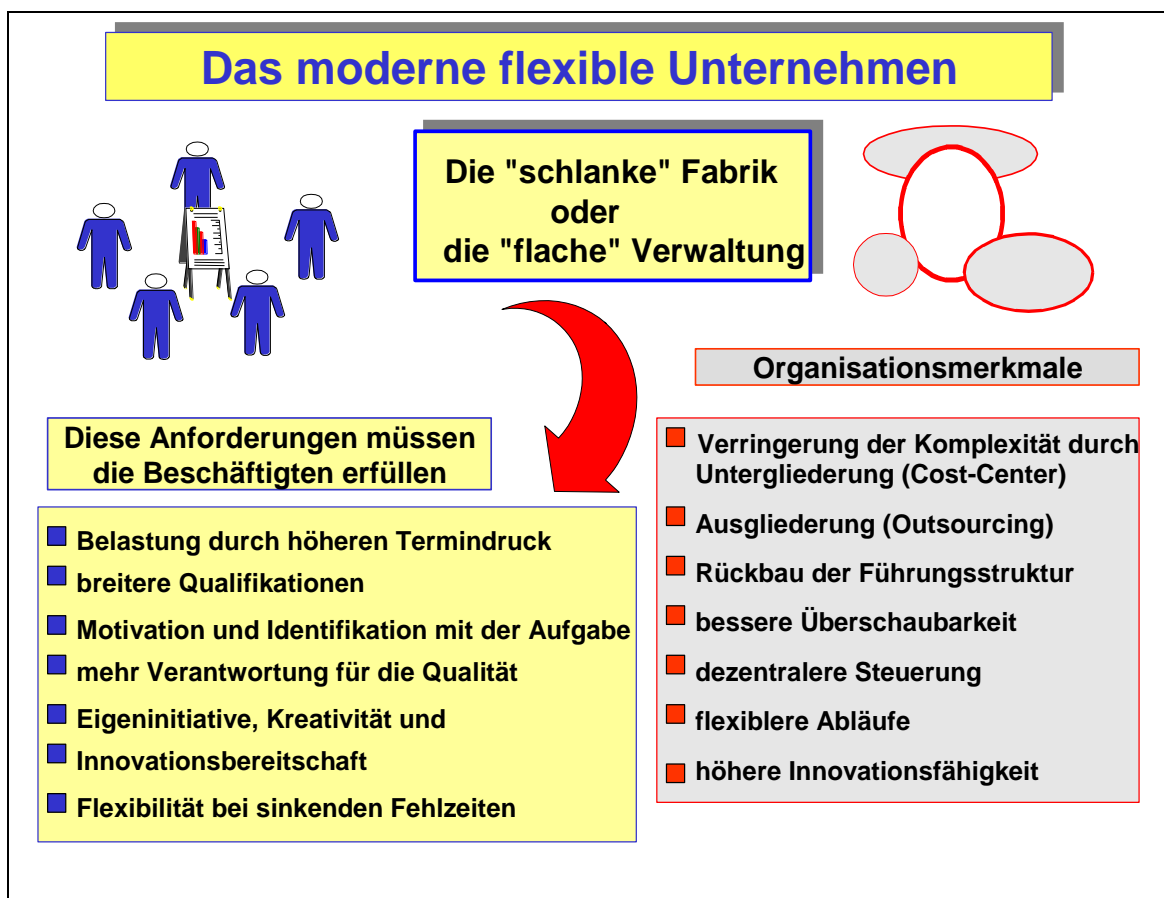 Das moderne flexible Unternehmen
Die "schlanke" Fabrik
oder
die "flache" Verwaltung
Diese Anforderungen müssen
die Beschäftigten erfüllen
Belastung durch höheren Termindruck
breitere Qualifikationen
Motivation und Identifikation mit der Aufgabe
mehr Verantwortung für die Qualität
Eigeninitiative, Kreativität und
Innovationsbereitschaft
Flexibilität bei sinkenden Fehlzeiten
Organisationsmerkmale
Verringerung der Komplexität durch
Untergliederung (Cost-Center)
Ausgliederung (Outsourcing)
Rückbau der Führungsstruktur
bessere Überschaubarkeit
dezentralere Steuerung
flexiblere Abläufe
höhere Innovationsfähigkeit